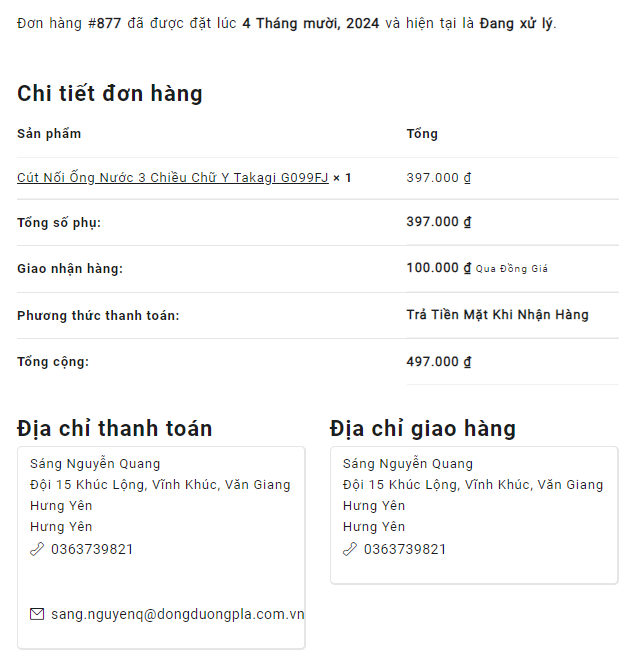 Đơn hàng #877 đã được đặt lúc 4 Tháng mười, 2024 và hiện tại là Đang xử lý.
Chi tiết đơn hàng
Sản phẩm Tổng
Cút Nối Ống Nước 3 Chiều Chữ Y Takagi G099FJ × 1 397.000 ₫
Tổng số phụ: 397.000 ₫
Giao nhận hàng: 100.000 ₫ Qua Đồng Giá
Phương thức thanh toán: Trả Tiền Mặt Khi Nhận Hàng
Tổng cộng: 497.000 ₫
Địa chỉ thanh toán
Sáng Nguyễn Quang
Đội 15 Khúc Lộng, Vĩnh Khúc, Văn Giang
Hưng Yên
Hưng Yên
0363739821
sang.nguyenq@dongduongpla.com.vn
Địa chỉ giao hàng
Sáng Nguyễn Quang
Đội 15 Khúc Lộng, Vĩnh Khúc, Văn Giang
Hưng Yên
Hưng Yên
0363739821